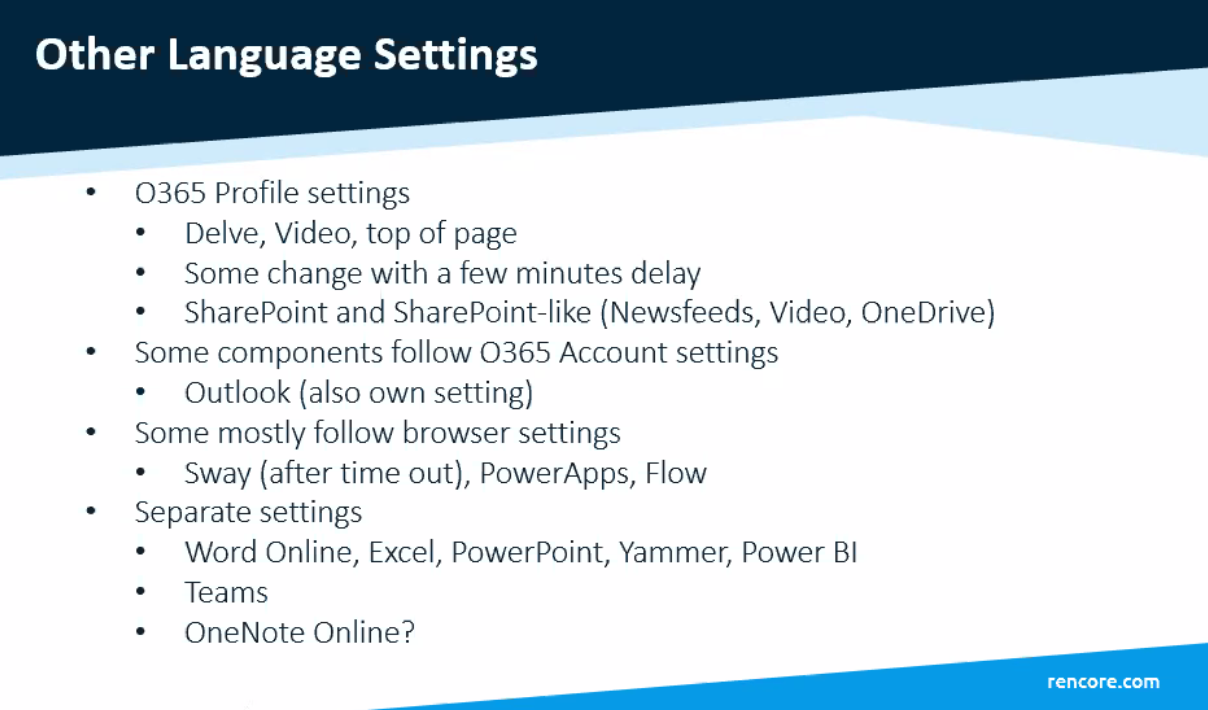 Other Language Settings
• O365 Profile settings
• Delve, Video, top of page
• Some change with a few minutes delay
• SharePoint and SharePoint-like (Newsfeeds, Video, OneDrive)
• Some components follow O365 Account settings
• Outlook (also own setting)
• Some mostly follow browser settings
• Sway (after time out), PowerApps, Flow
• Separate settings
• Word Online, Excel, PowerPoint, Yammer, Power BI
• Teams
• OneNote Online?
rencore.com